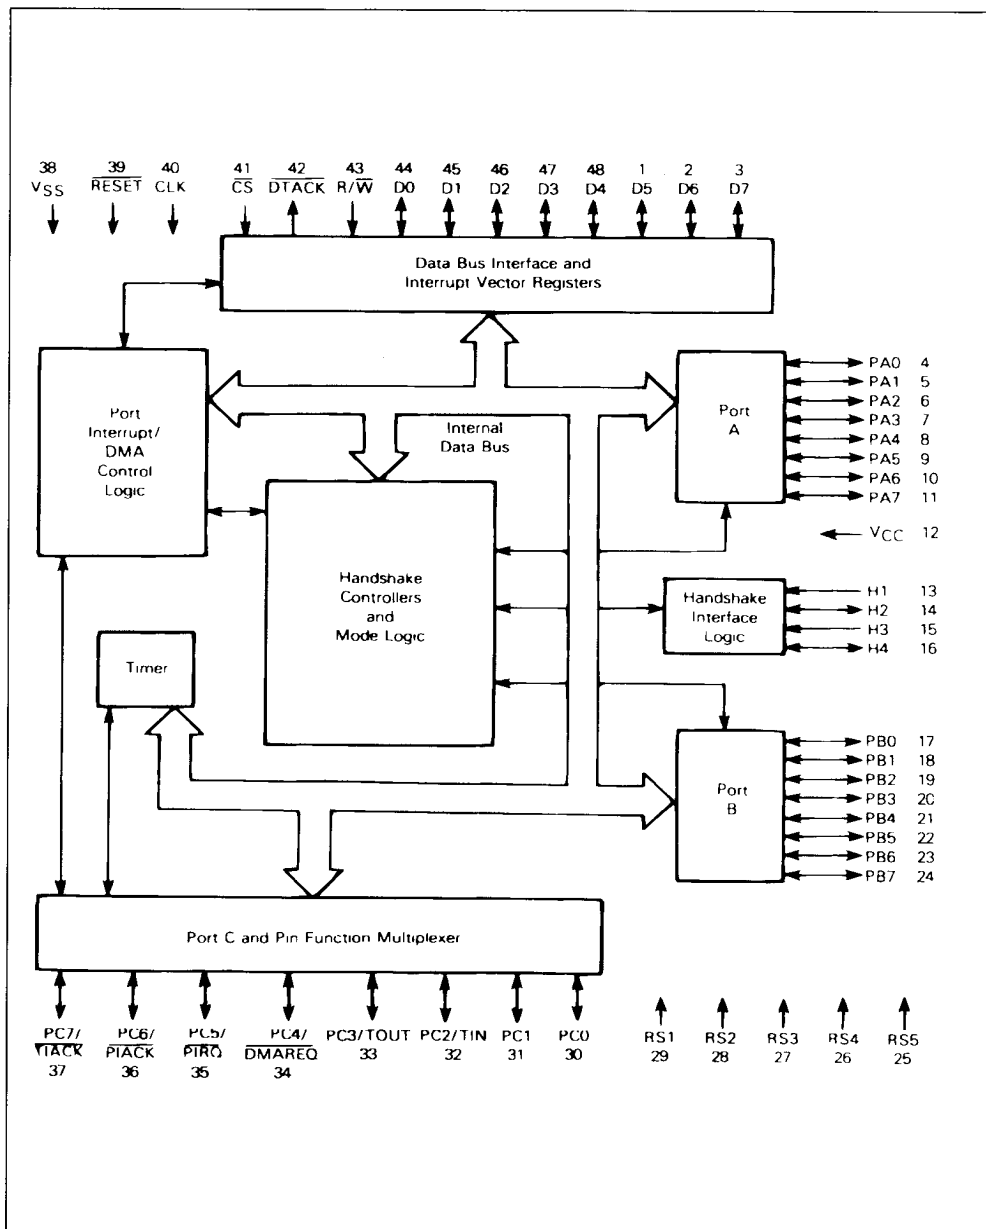 38 39 40 41 42 43 44 45 46 47 48 1 2 3
VSS RESET CLK CS DTACK R/W D0 D1 D2 D3 D4 D5 D6 D7
Data Bus Interface and
Interrupt Vector Registers
Port
Interrupt/
DMA
Control
Logic
Internal
Data Bus
Port
A
PA0 4
PA1 5
PA2 6
PA3 7
PA4 8
PA5 9
PA6 10
PA7 11
VCC 12
Handshake
Controllers
and
Mode Logic
Handshake
Interface
Logic
H1 13
H2 14
H3 15
H4 16
Timer
Port
B
PB0 17
PB1 18
PB2 19
PB3 20
PB4 21
PB5 22
PB6 23
PB7 24
Port C and Pin Function Multiplexer
PC7/ PC6/ PC5/ PC4/ PC3/TOUT PC2/TIN PC1 PC0
TIACK PIACK PIRQ DMAREQ 33 32 31 30
37 36 35 34
RS1 RS2 RS3 RS4 RS5
29 28 27 26 25